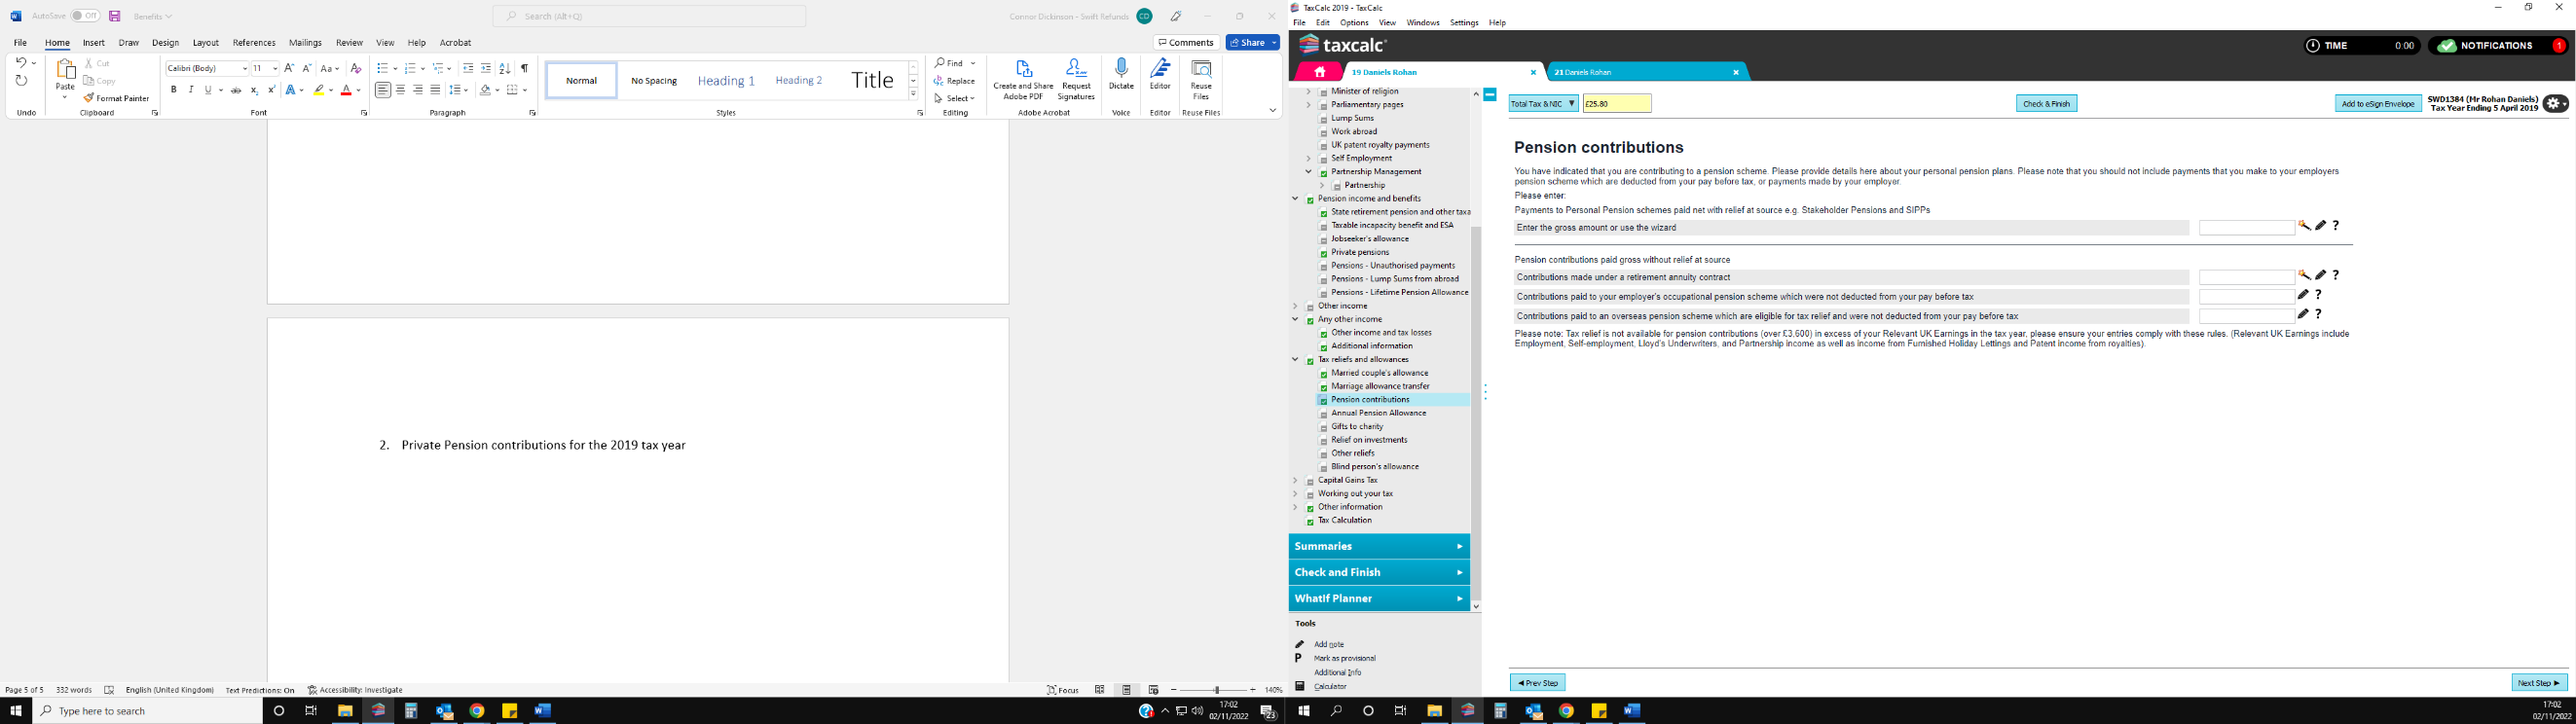 AutoSave Off Benefits Search (Alt+Q) Connor Dickinson - Swift Refunds CD
File Home Insert Draw Design Layout References Mailings Review View Help Acrobat Comments Share
Paste Cut Copy Format Painter
Calibri (Body) 11
Normal No Spacing Heading 1 Heading 2 Title
Find Replace Select
Create and Share Adobe PDF Request Signatures Dictate Editor Reuse Files
Undo Clipboard Font Paragraph Styles Editing Adobe Acrobat Voice Editor Reuse Files
2. Private Pension contributions for the 2019 tax year
Page 5 of 5 332 words English (United Kingdom) Text Predictions: On Accessibility: Investigate Focus 140%
Type here to search 17:02 02/11/2022 23
TaxCalc 2019 - TaxCalc
File Edit Options View Windows Settings Help
taxcalc TIME 0:00 NOTIFICATIONS 1
19 Daniels Rohan 21 Daniels Rohan
Minister of religion
Parliamentary pages
Lump Sums
Work abroad
UK patent royalty payments
Self Employment
Partnership Management
Partnership
Pension income and benefits
State retirement pension and other taxa
Taxable incapacity benefit and ESA
Jobseeker's allowance
Private pensions
Pensions - Unauthorised payments
Pensions - Lump Sums from abroad
Pensions - Lifetime Pension Allowance
Other income
Any other income
Other income and tax losses
Additional information
Tax reliefs and allowances
Married couple's allowance
Marriage allowance transfer
Pension contributions
Annual Pension Allowance
Gifts to charity
Relief on investments
Other reliefs
Blind person's allowance
Capital Gains Tax
Working out your tax
Other information
Tax Calculation
Summaries
Check and Finish
WhatIf Planner
Tools
Add note
P Mark as provisional
Additional Info
Calculator
Total Tax & NIC £25.80 Check & Finish Add to eSign Envelope SWD1384 (Mr Rohan Daniels)
Tax Year Ending 5 April 2019
Pension contributions
You have indicated that you are contributing to a pension scheme. Please provide details here about your personal pension plans. Please note that you should not include payments that you make to your employers
pension scheme which are deducted from your pay before tax, or payments made by your employer.
Please enter:
Payments to Personal Pension schemes paid net with relief at source e.g. Stakeholder Pensions and SIPPs
Enter the gross amount or use the wizard ?
Pension contributions paid gross without relief at source
Contributions made under a retirement annuity contract ?
Contributions paid to your employer's occupational pension scheme which were not deducted from your pay before tax ?
Contributions paid to an overseas pension scheme which are eligible for tax relief and were not deducted from your pay before tax ?
Please note: Tax relief is not available for pension contributions (over £3,600) in excess of your Relevant UK Earnings in the tax year, please ensure your entries comply with these rules. (Relevant UK Earnings include
Employment, Self-employment, Lloyd's Underwriters, and Partnership income as well as income from Furnished Holiday Lettings and Patent Income from royalties).
Prev Step Next Step
17:02
02/11/2022